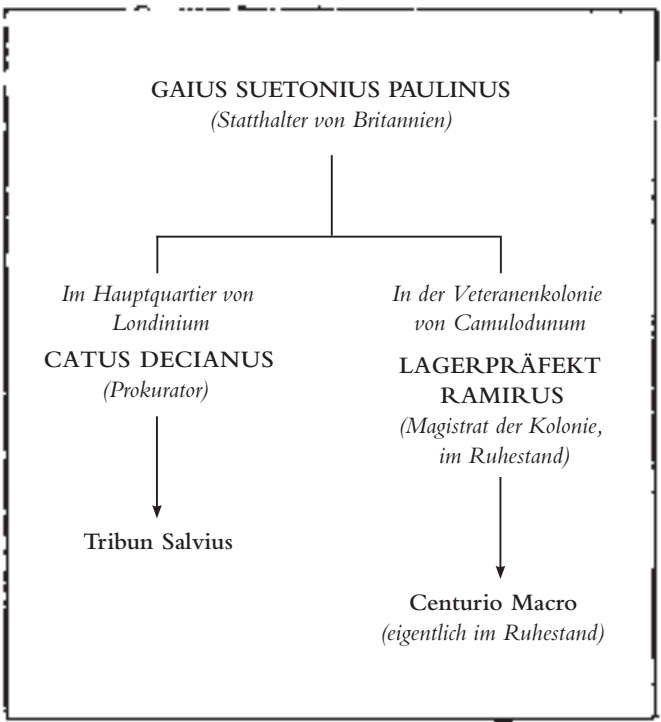 GAIUS SUETONIUS PAULINUS
(Statthalter von Britannien)
Im Hauptquartier von
Londinium
CATUS DECIANUS
(Prokurator)
Tribun Salvius
In der Veteranenkolonie
von Camulodunum
LAGERPRÄFEKT
RAMIRUS
(Magistrat der Kolonie,
im Ruhestand)
Centurio Macro
(eigentlich im Ruhestand)